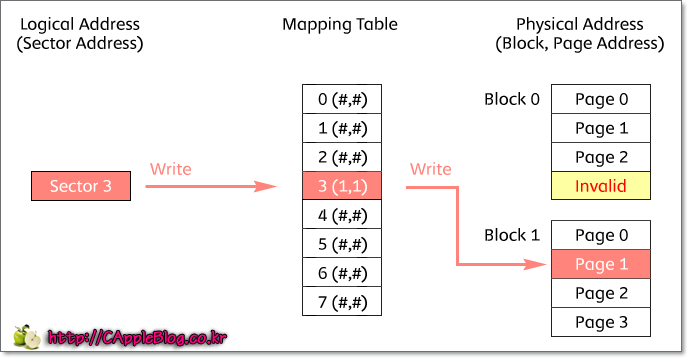 Logical Address
(Sector Address)
Mapping Table
Physical Address
(Block, Page Address)
Sector 3
Write
0 (#,#)
1 (#,#)
2 (#,#)
3 (1,1)
4 (#,#)
5 (#,#)
6 (#,#)
7 (#,#)
Write
Block 0
Page 0
Page 1
Page 2
Invalid
Block 1
Page 0
Page 1
Page 2
Page 3
http://CAppleBlog.co.kr